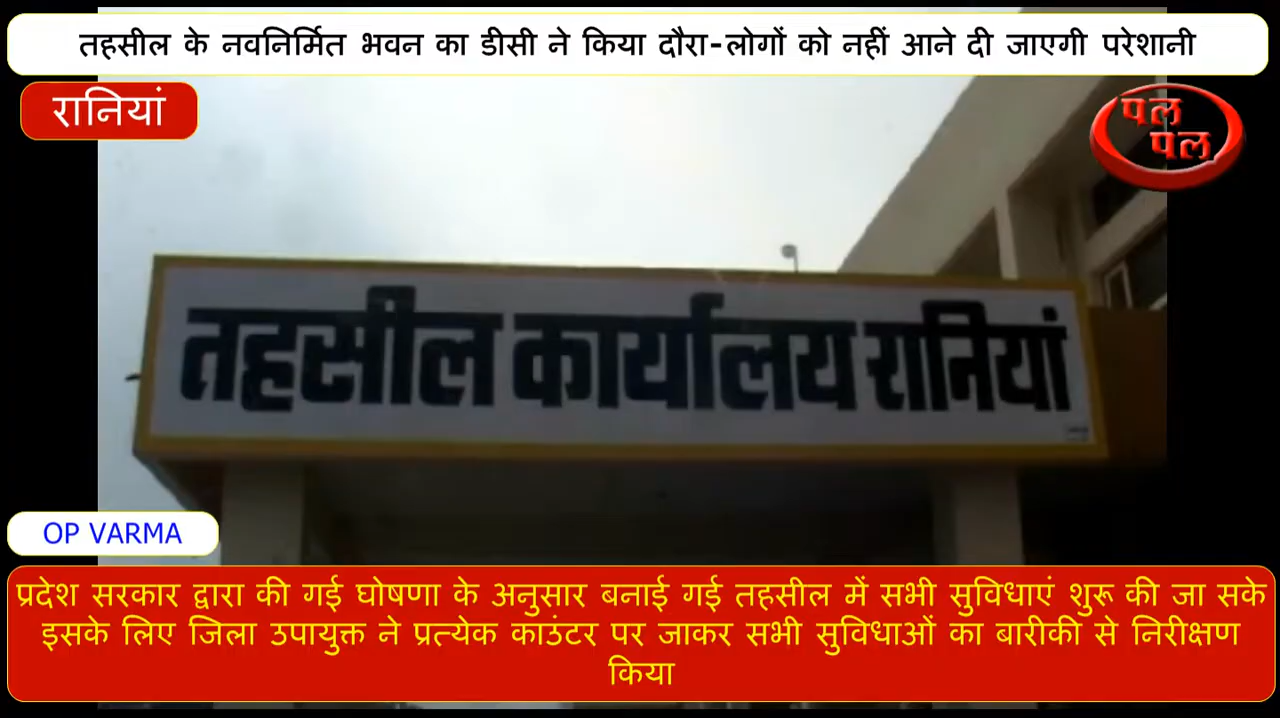 तहसील के नवनिर्मित भवन का डीसी ने किया दौरा-लोगों को नहीं आने दी जाएगी परेशानी
रानियां
पल
पल
तहसील कार्यालय रानियां
OP VARMA
प्रदेश सरकार द्वारा की गई घोषणा के अनुसार बनाई गई तहसील में सभी सुविधाएं शुरू की जा सके
इसके लिए जिला उपायुक्त ने प्रत्येक काउंटर पर जाकर सभी सुविधाओं का बारीकी से निरीक्षण
किया